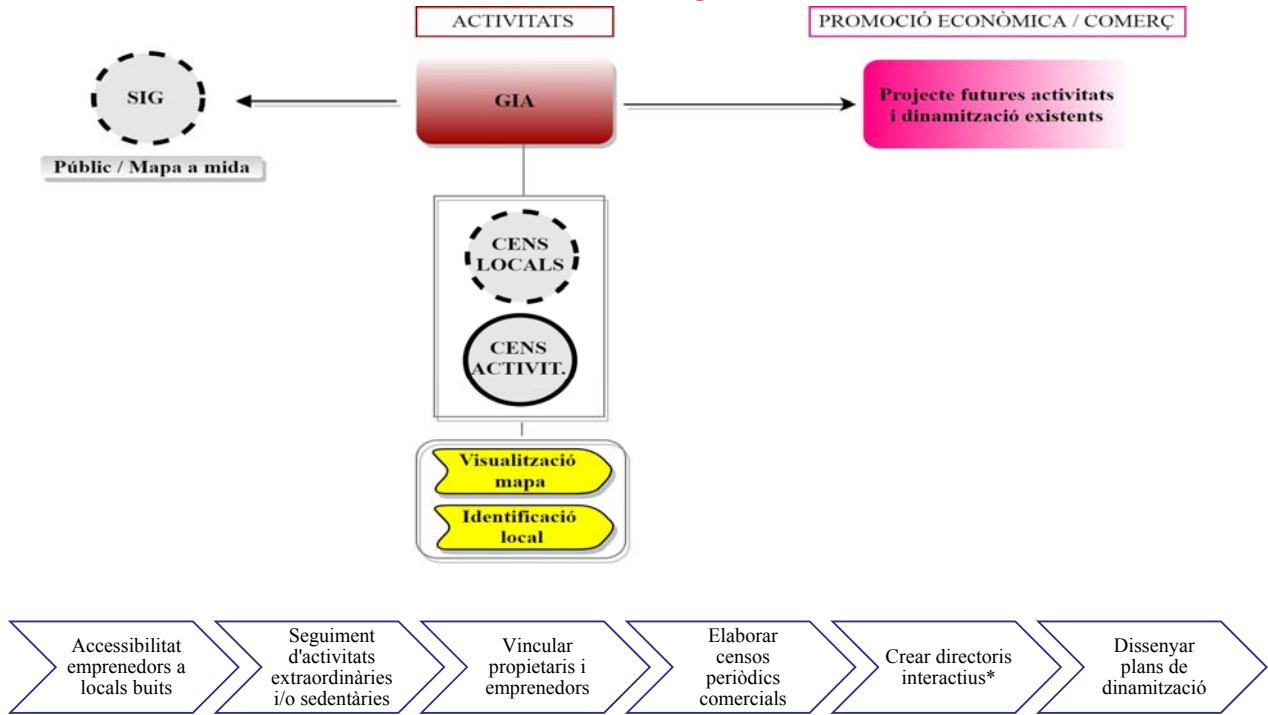 ACTIVITATS
PROMOCIÓ ECONÒMICA / COMERÇ
SIG
GIA
Projecte futures activitats
i dinamització existents
Públic / Mapa a mida
CENS
LOCALS
CENS
ACTIVIT.
Visualització
mapa
Identificació
local
Accessibilitat
emprenedors a
locals buits
Seguiment
d'activitats
extraordinàries
i/o sedentàries
Vincular
propietaris i
emprenedors
Elaborar
censos
periòdics
comercials
Crear directoris
interactius*
Dissenyar
plans de
dinamització